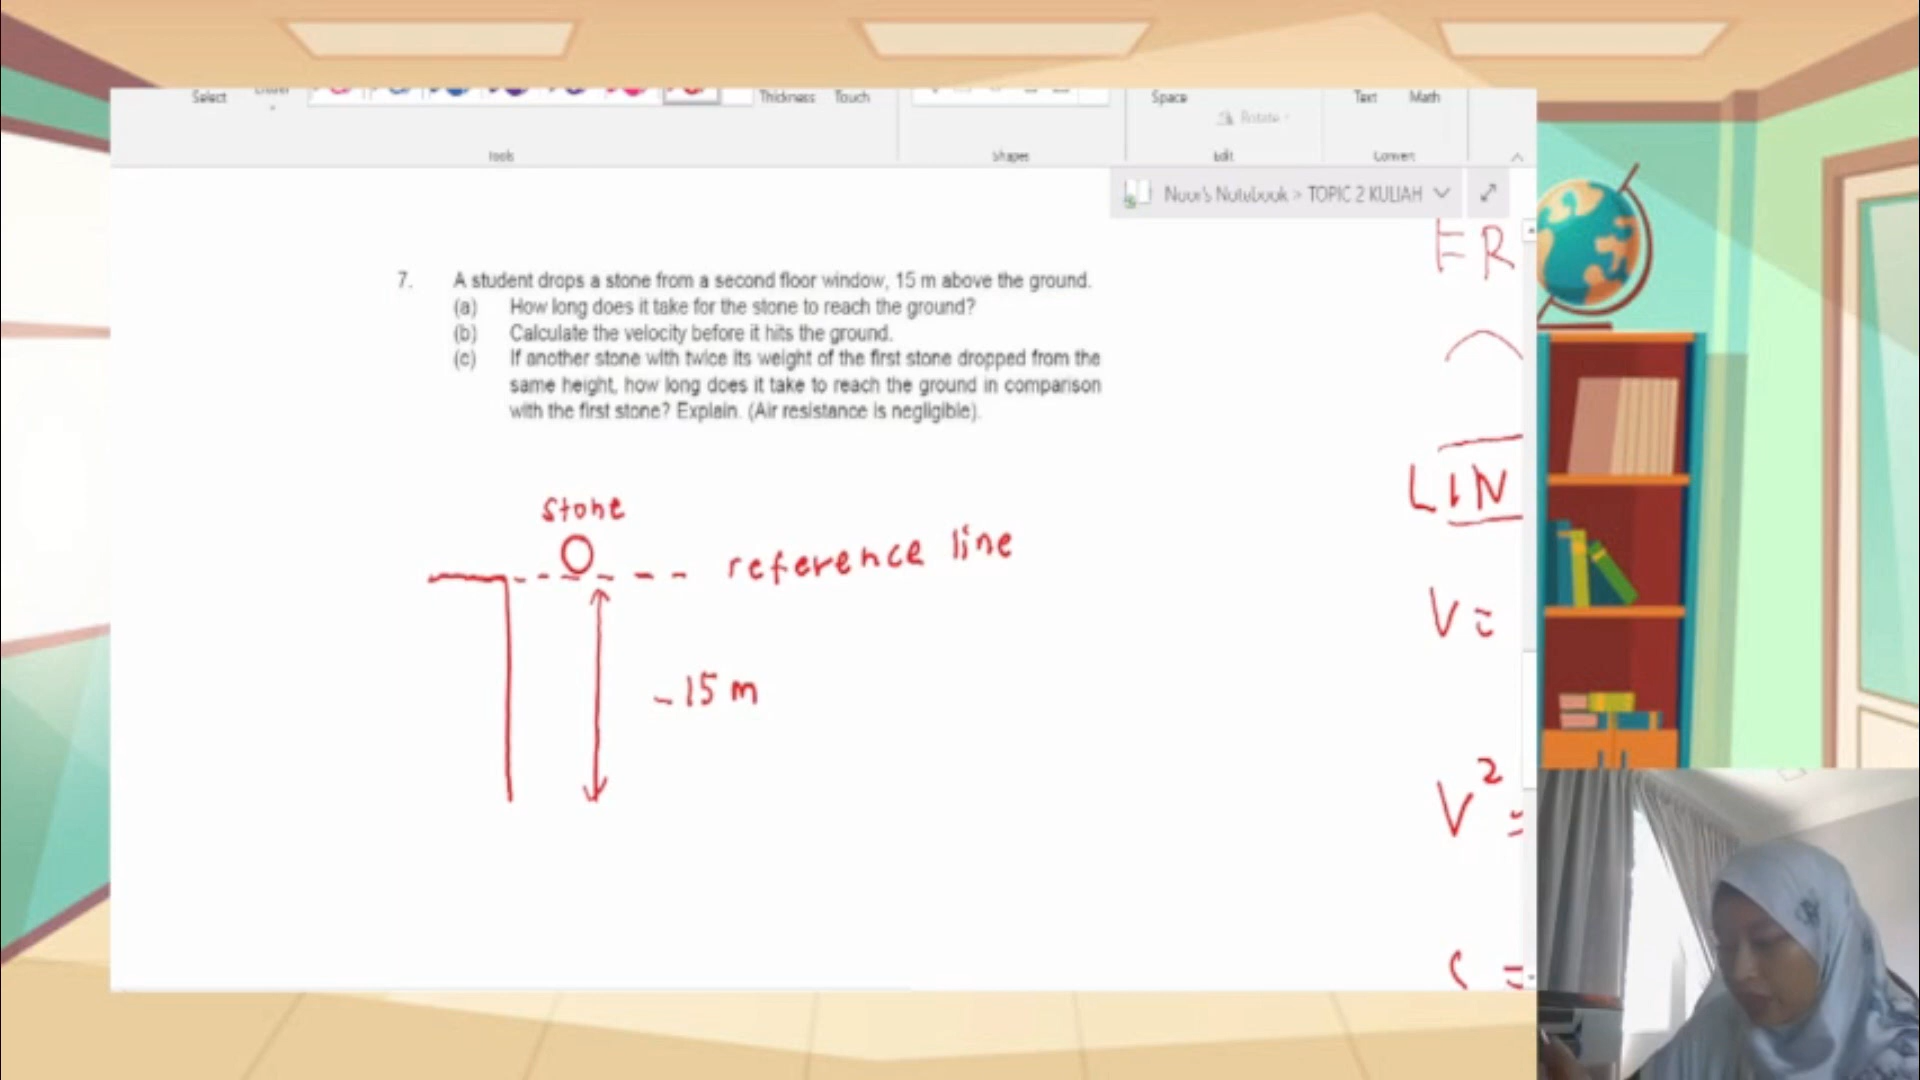 Select
Thickness Touch
Space
Text Math
Rotate
Tools
Shapes
Edit
Convert
Noor's Notebook > TOPIC 2 KULIAH
FR
7. A student drops a stone from a second floor window, 15 m above the ground.
(a) How long does it take for the stone to reach the ground?
(b) Calculate the velocity before it hits the ground.
(c) If another stone with twice its weight of the first stone dropped from the
same height, how long does it take to reach the ground in comparison
with the first stone? Explain. (Air resistance is negligible).
LIN
stone
reference line
V=
-15 m
V²=